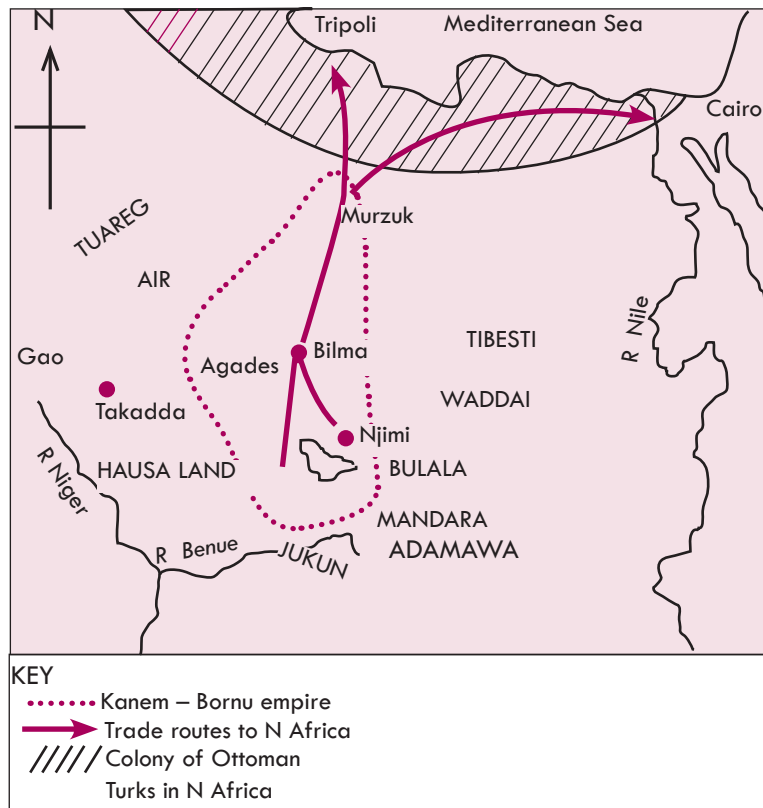 N
Tripoli
Mediterranean Sea
Cairo
Murzuk
TUAREG
AIR
R Nile
TIBESTI
Gao
Agades
Bilma
Takadda
WADDAI
Njimi
HAUSA LAND
BULALA
R Niger
MANDARA
R Benue
JUKUN
ADAMAWA
KEY
Kanem – Bornu empire
Trade routes to N Africa
Colony of Ottoman
Turks in N Africa